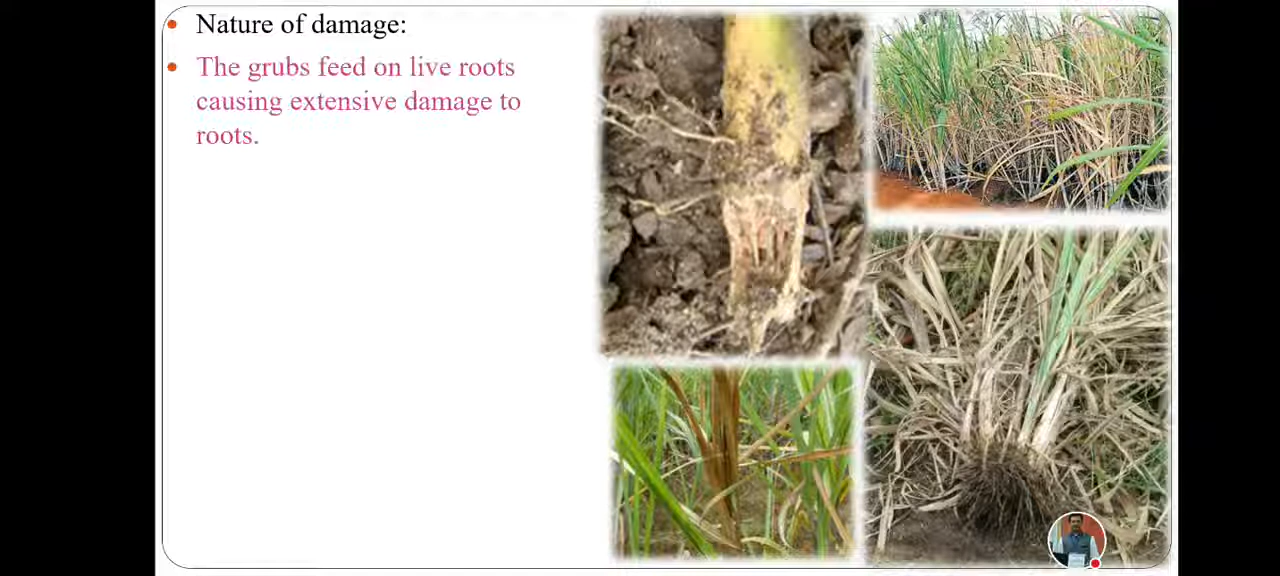 Nature of damage:
The grubs feed on live roots
causing extensive damage to
roots.